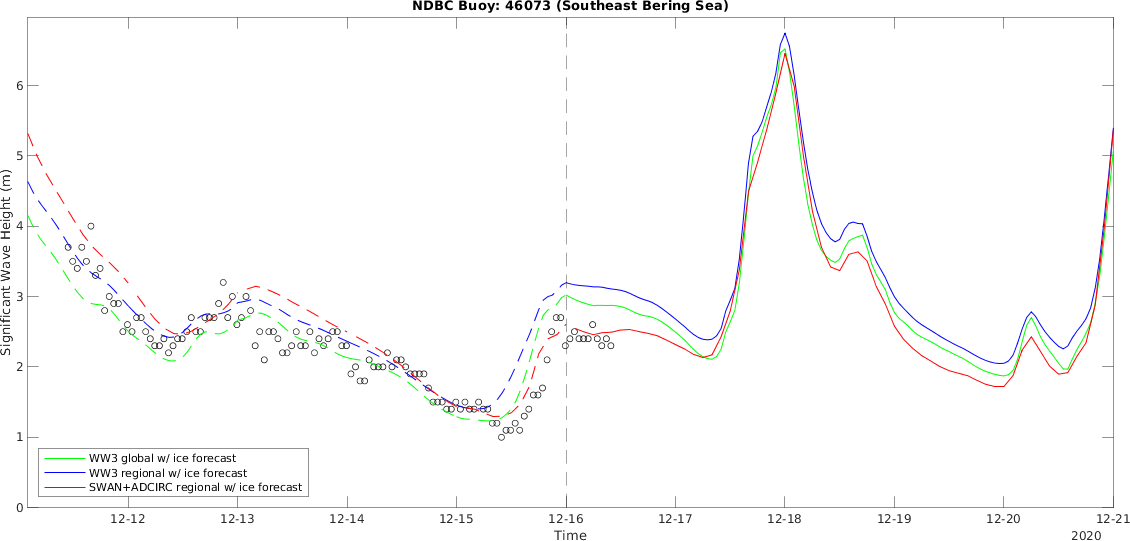 NDBC Buoy: 46073 (Southeast Bering Sea)
Significant Wave Height (m)
6
5
4
3
2
1
0
WW3 global w/ ice forecast
WW3 regional w/ ice forecast
SWAN+ADCIRC regional w/ ice forecast
12-12 12-13 12-14 12-15 12-16 12-17 12-18 12-19 12-20 12-21
Time
2020